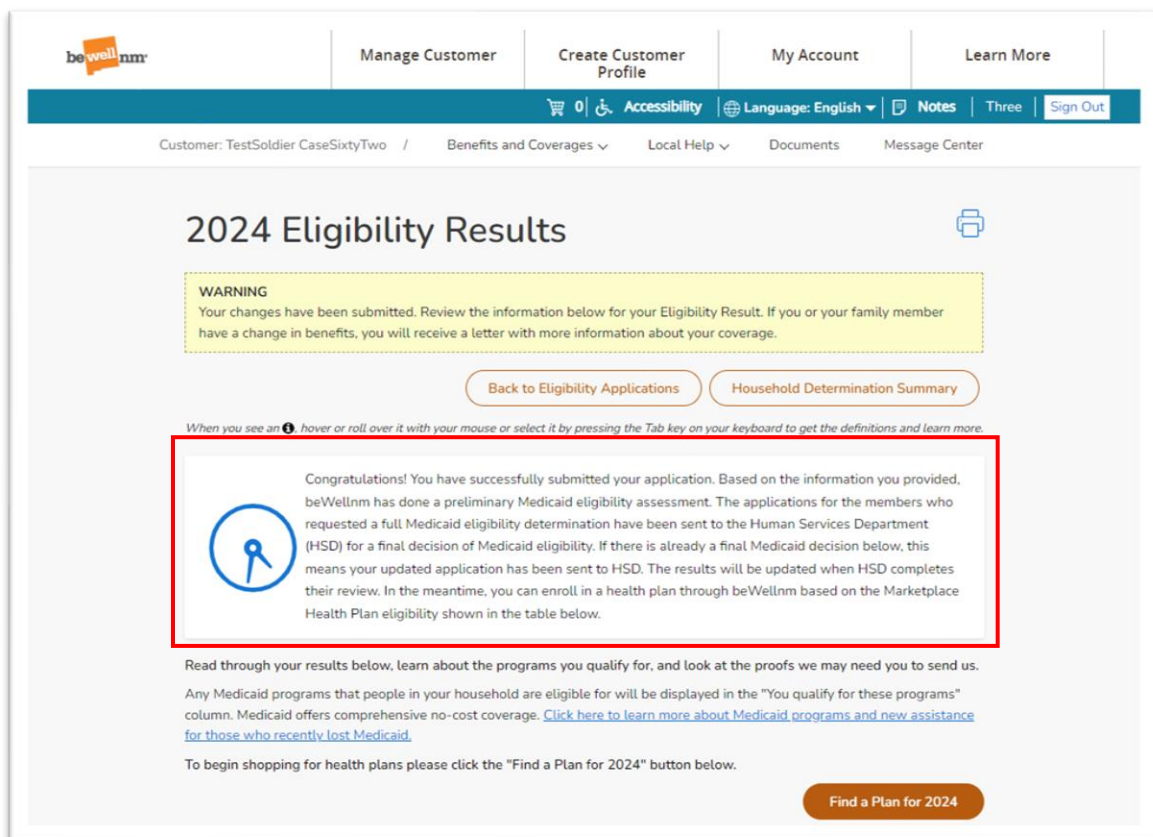 be well nm
Manage Customer
Create Customer
Profile
My Account
Learn More
0
Accessibility
Language: English
Notes
Three
Sign Out
Customer: TestSoldier CaseSixtyTwo /
Benefits and Coverages
Local Help
Documents
Message Center
2024 Eligibility Results
WARNING
Your changes have been submitted. Review the information below for your Eligibility Result. If you or your family member
have a change in benefits, you will receive a letter with more information about your coverage.
Back to Eligibility Applications
Household Determination Summary
When you see an i, hover or roll over it with your mouse or select it by pressing the Tab key on your keyboard to get the definitions and learn more.
Congratulations! You have successfully submitted your application. Based on the information you provided,
beWellnm has done a preliminary Medicaid eligibility assessment. The applications for the members who
requested a full Medicaid eligibility determination have been sent to the Human Services Department
(HSD) for a final decision of Medicaid eligibility. If there is already a final Medicaid decision below, this
means your updated application has been sent to HSD. The results will be updated when HSD completes
their review. In the meantime, you can enroll in a health plan through beWellnm based on the Marketplace
Health Plan eligibility shown in the table below.
Read through your results below, learn about the programs you qualify for, and look at the proofs we may need you to send us.
Any Medicaid programs that people in your household are eligible for will be displayed in the "You qualify for these programs"
column. Medicaid offers comprehensive no-cost coverage. Click here to learn more about Medicaid programs and new assistance
for those who recently lost Medicaid.
To begin shopping for health plans please click the "Find a Plan for 2024" button below.
Find a Plan for 2024